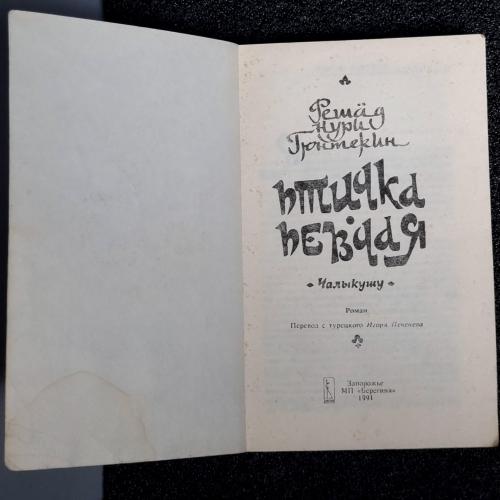 Решад
Нури
Гюнтекин
Птичка
певчая
Чалыкушу
Роман
Перевод с турецкого Игоря Печенева
Запорожье
МП «Берегиня»
1991